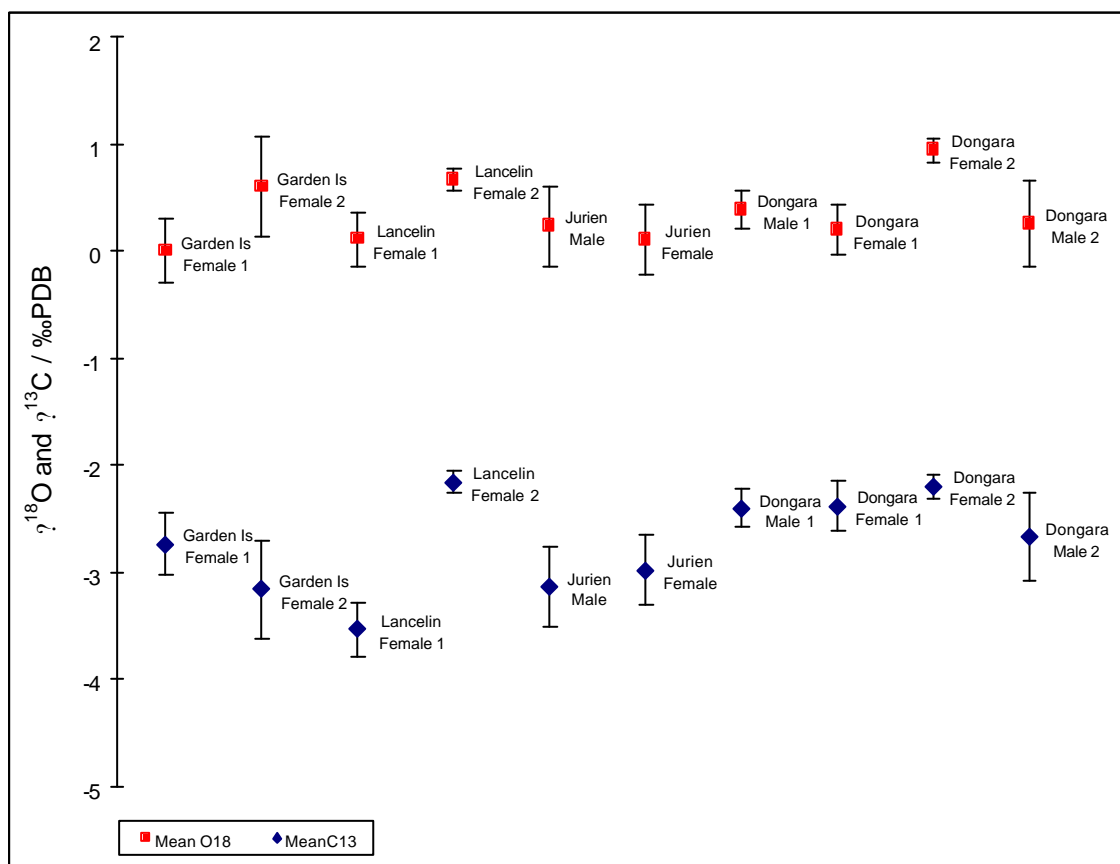 2
1
0
-1
-2
-3
-4
-5
?18O and ?13C / ‰PDB
Garden Is
Female 1
Garden Is
Female 2
Lancelin
Female 1
Lancelin
Female 2
Jurien
Male
Jurien
Female
Dongara
Male 1
Dongara
Female 1
Dongara
Female 2
Dongara
Male 2
Garden Is
Female 1
Garden Is
Female 2
Lancelin
Female 1
Lancelin
Female 2
Jurien
Male
Jurien
Female
Dongara
Male 1
Dongara
Female 1
Dongara
Female 2
Dongara
Male 2
Mean O18 MeanC13